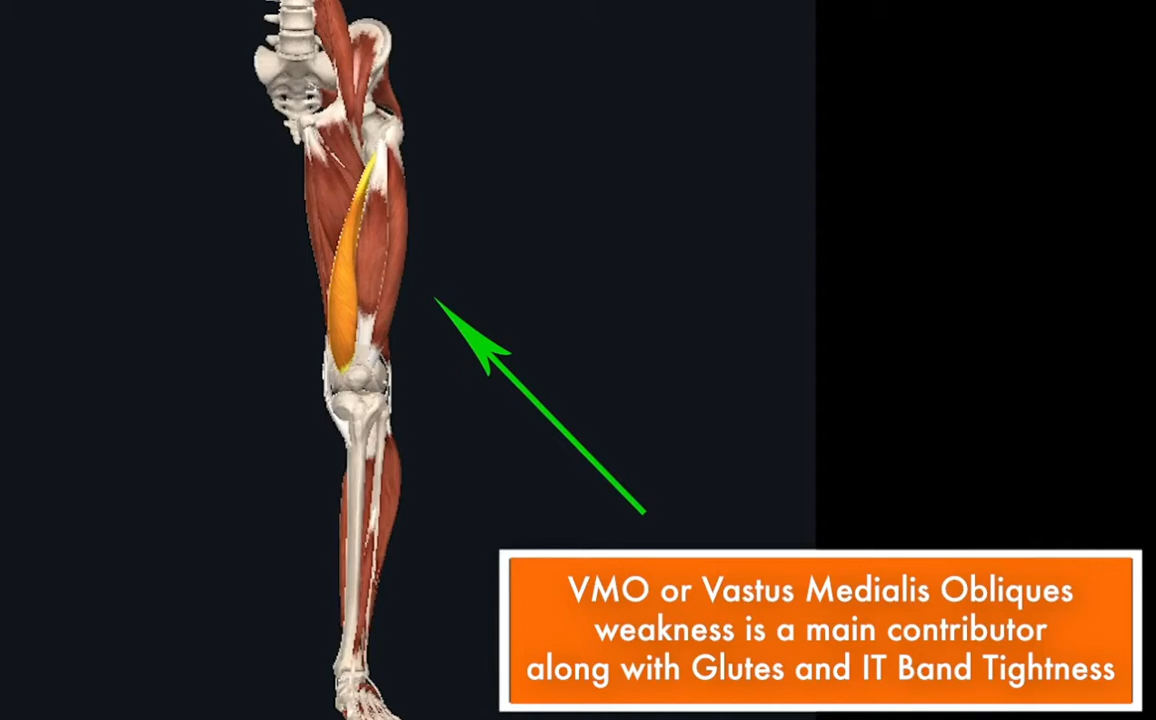 VMO or Vastus Medialis Obliques
weakness is a main contributor
along with Glutes and IT Band Tightness